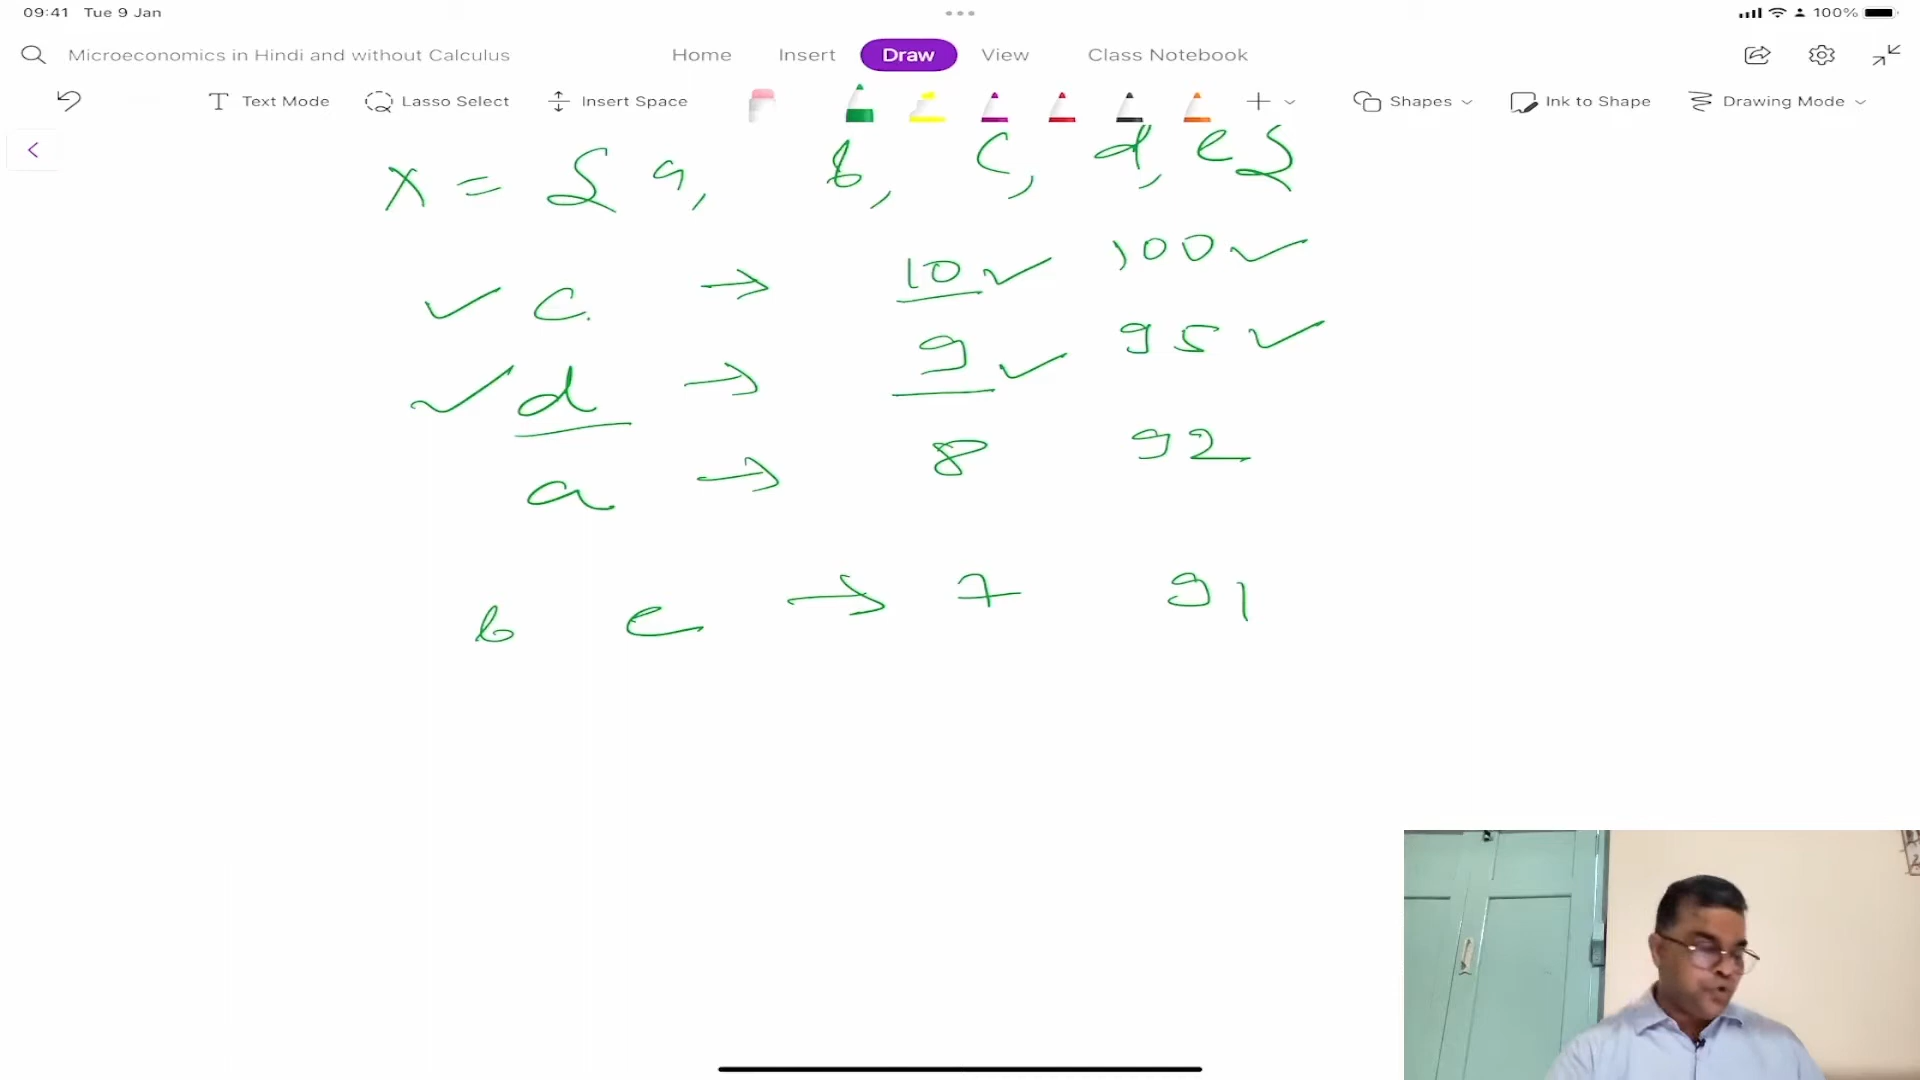 09:41 Tue 9 Jan
100%
Microeconomics in Hindi and without Calculus Home Insert Draw View Class Notebook
Text Mode Lasso Select Insert Space Shapes Ink to Shape Drawing Mode
X = { a, b, c, d, e }
✓ c. → 10 ✓ 100 ✓
✓ d → 9 ✓ 95 ✓
a → 8 92
b e → 7 91